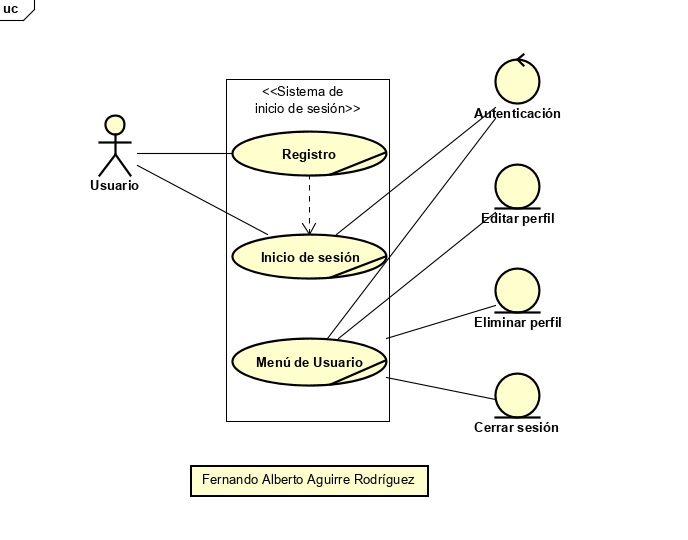 uc
<<Sistema de
inicio de sesión>>
Usuario
Registro
Inicio de sesión
Menú de Usuario
Autenticación
Editar perfil
Eliminar perfil
Cerrar sesión
Fernando Alberto Aguirre Rodríguez